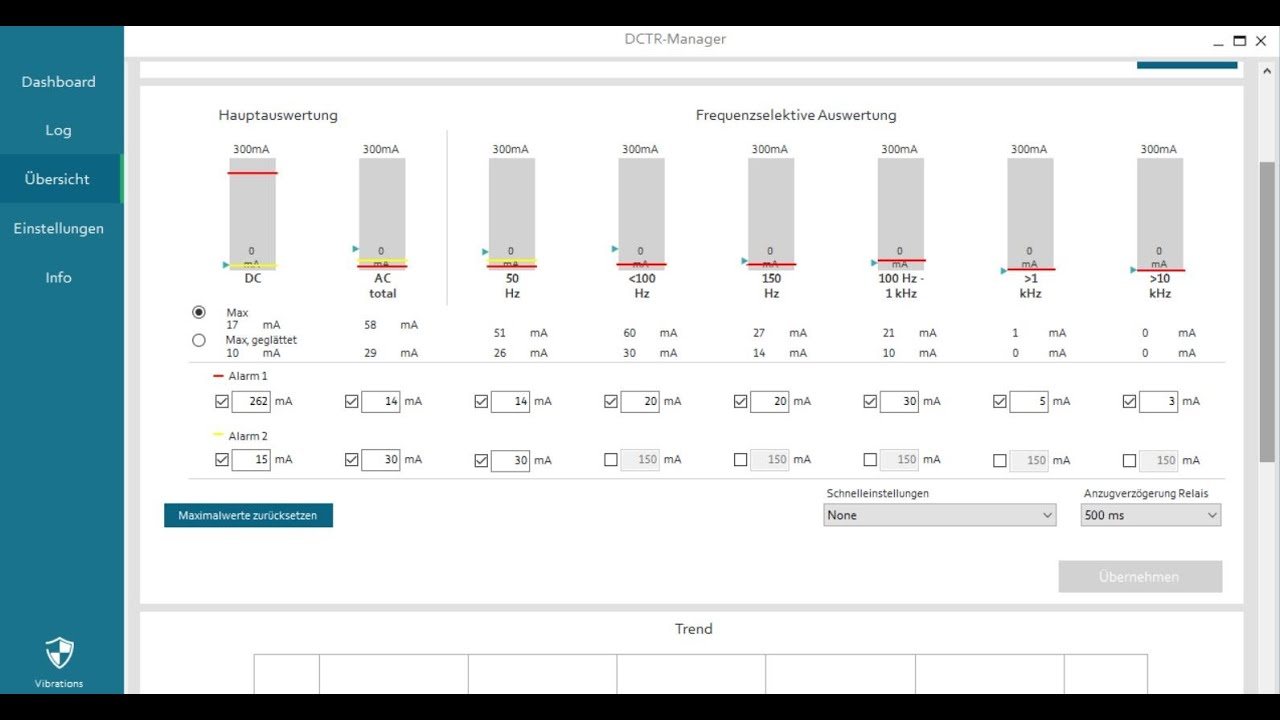 DCTR-Manager
Dashboard
Log
Übersicht
Einstellungen
Info
Vibrations
Hauptauswertung
Frequenzselektive Auswertung
300mA 300mA 300mA 300mA 300mA 300mA 300mA 300mA
0 0 0 0 0 0 0 0
mA mA mA mA mA mA mA mA
DC AC 50 <100 150 100 Hz - >1 >10
total Hz Hz Hz 1 kHz kHz kHz
Max
17 mA 58 mA 51 mA 60 mA 27 mA 21 mA 1 mA 0 mA
Max, geglättet
10 mA 29 mA 26 mA 30 mA 14 mA 10 mA 0 mA 0 mA
Alarm 1
262 mA 14 mA 14 mA 20 mA 20 mA 30 mA 5 mA 3 mA
Alarm 2
15 mA 30 mA 30 mA 150 mA 150 mA 150 mA 150 mA 150 mA
Maximalwerte zurücksetzen
Schnelleinstellungen
None
Anzugverzögerung Relais
500 ms
Übernehmen
Trend